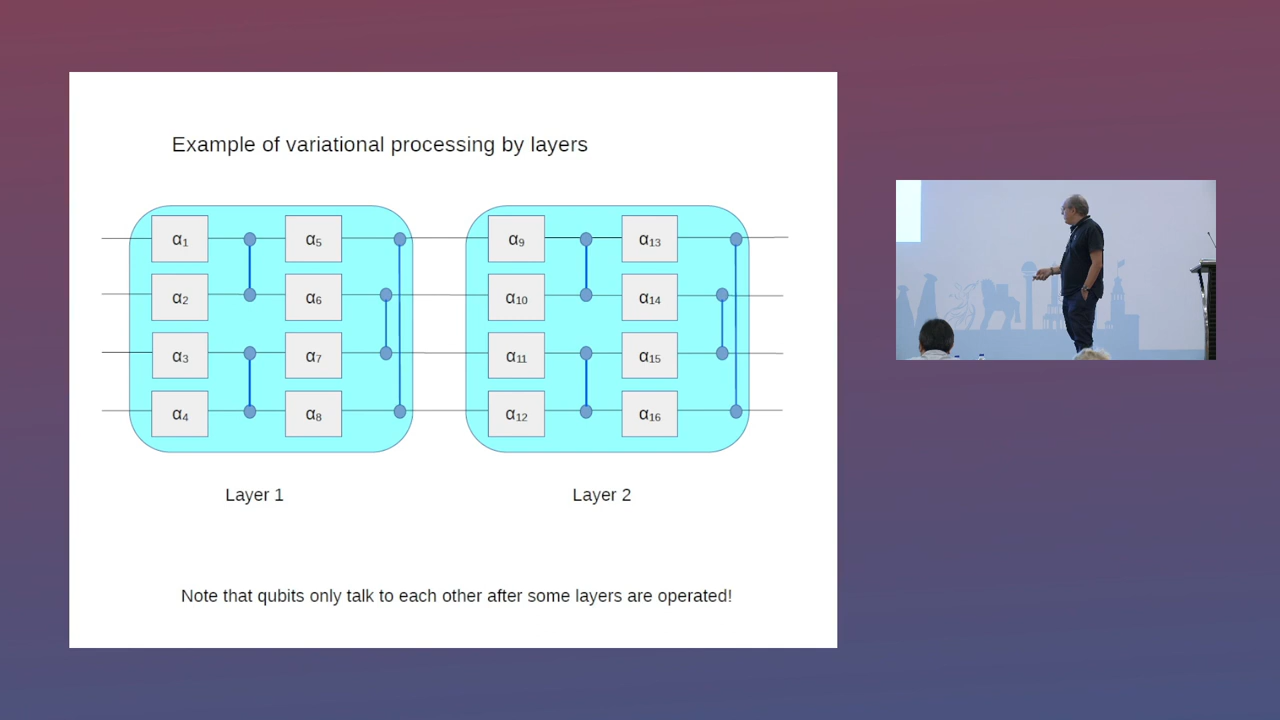 Example of variational processing by layers
α1 α5 α9 α13
α2 α6 α10 α14
α3 α7 α11 α15
α4 α8 α12 α16
Layer 1 Layer 2
Note that qubits only talk to each other after some layers are operated!